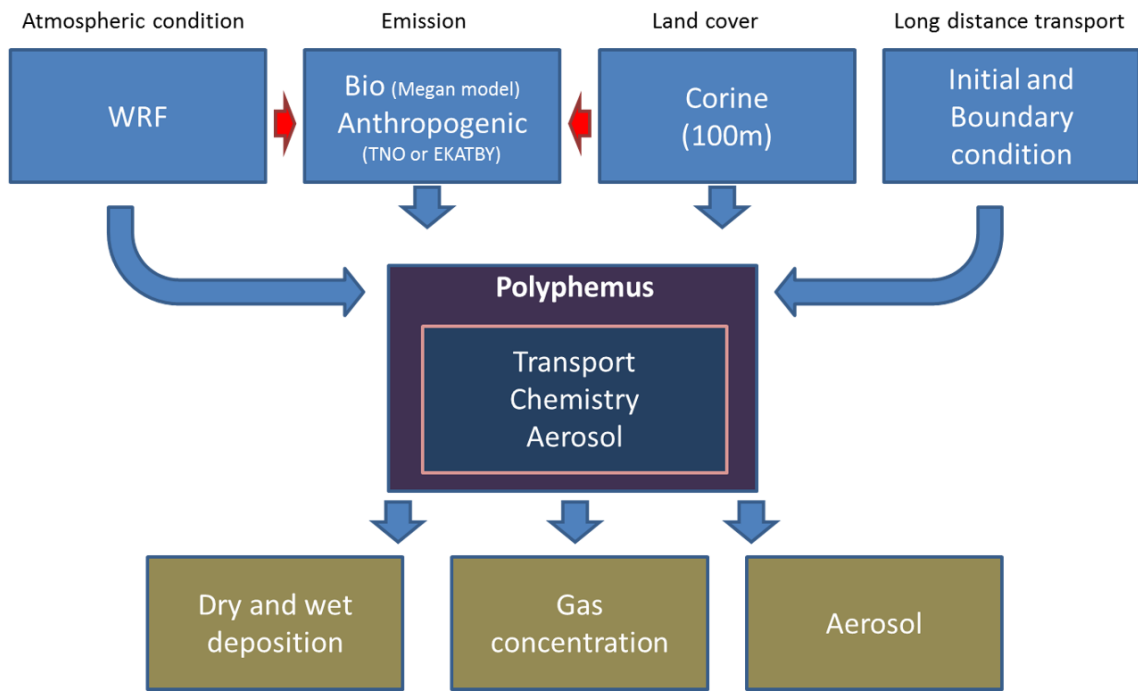 Atmospheric condition
Emission
Land cover
Long distance transport
WRF
Bio (Megan model)
Anthropogenic
(TNO or EKATBY)
Corine
(100m)
Initial and
Boundary
condition
Polyphemus
Transport
Chemistry
Aerosol
Dry and wet
deposition
Gas
concentration
Aerosol